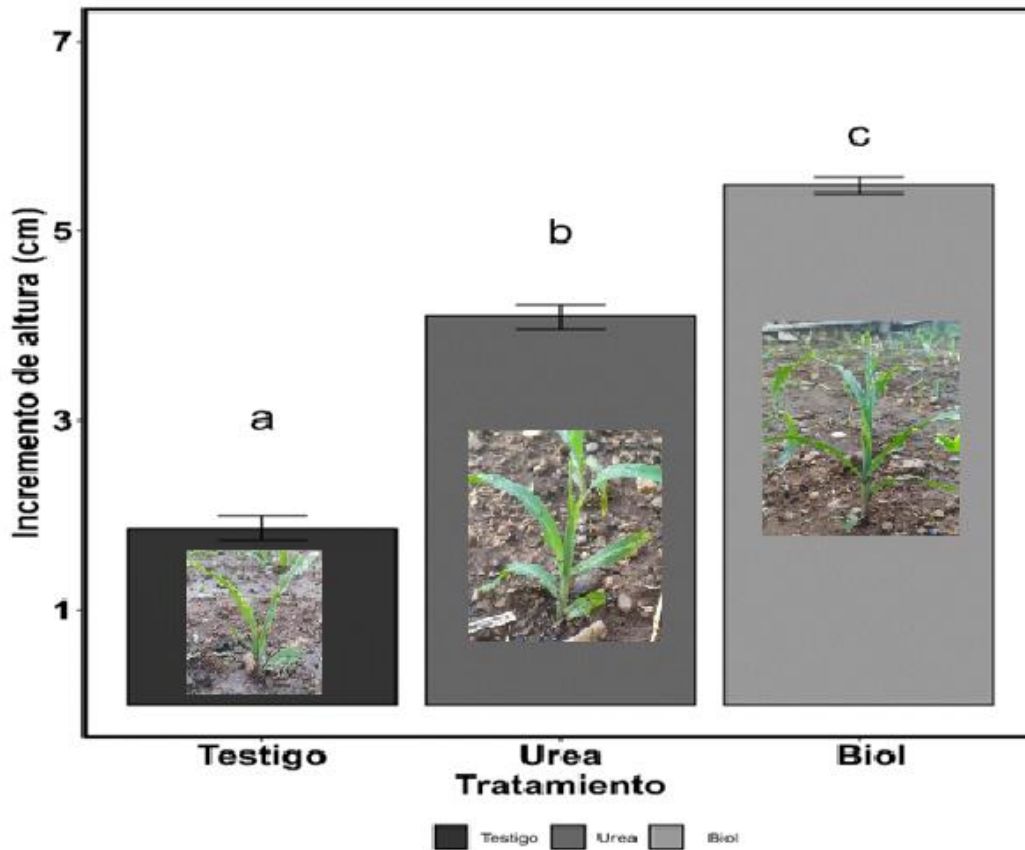 7
c
5
b
3
a
1
Incremento de altura (cm)
Testigo Urea Biol
Tratamiento
Testigo Urea Biol